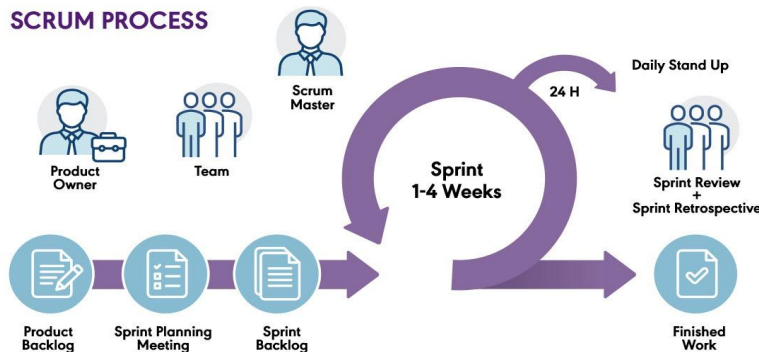 SCRUM PROCESS
Scrum
Master
Product
Owner
Team
Daily Stand Up
24 H
Sprint
1-4 Weeks
Sprint Review
+
Sprint Retrospective
Product
Backlog
Sprint Planning
Meeting
Sprint
Backlog
Finished
Work